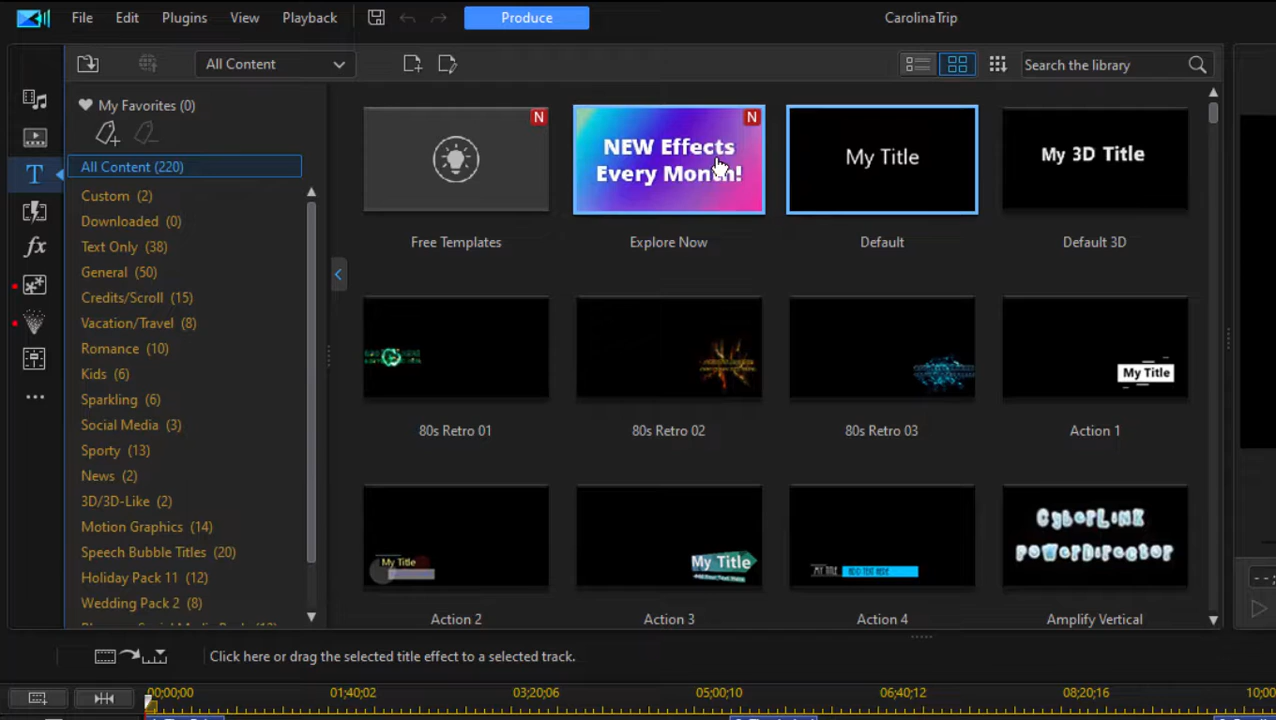 File Edit Plugins View Playback Produce CarolinaTrip
All Content Search the library
My Favorites (0)
All Content (220)
Custom (2)
Downloaded (0)
Text Only (38)
General (50)
Credits/Scroll (15)
Vacation/Travel (8)
Romance (10)
Kids (6)
Sparkling (6)
Social Media (3)
Sporty (13)
News (2)
3D/3D-Like (2)
Motion Graphics (14)
Speech Bubble Titles (20)
Holiday Pack 11 (12)
Wedding Pack 2 (8)
N
Free Templates
N
NEW Effects
Every Month!
Explore Now
My Title
Default
My 3D Title
Default 3D
80s Retro 01
80s Retro 02
80s Retro 03
My Title
Action 1
My Title
Action 2
My Title
Action 3
MY TITLE ADD TEXT HERE
Action 4
CyberLink
PowerDirector
Amplify Vertical
Click here or drag the selected title effect to a selected track.
00;00;00 01;40;02 03;20;06 05;00;10 06;40;12 08;20;16